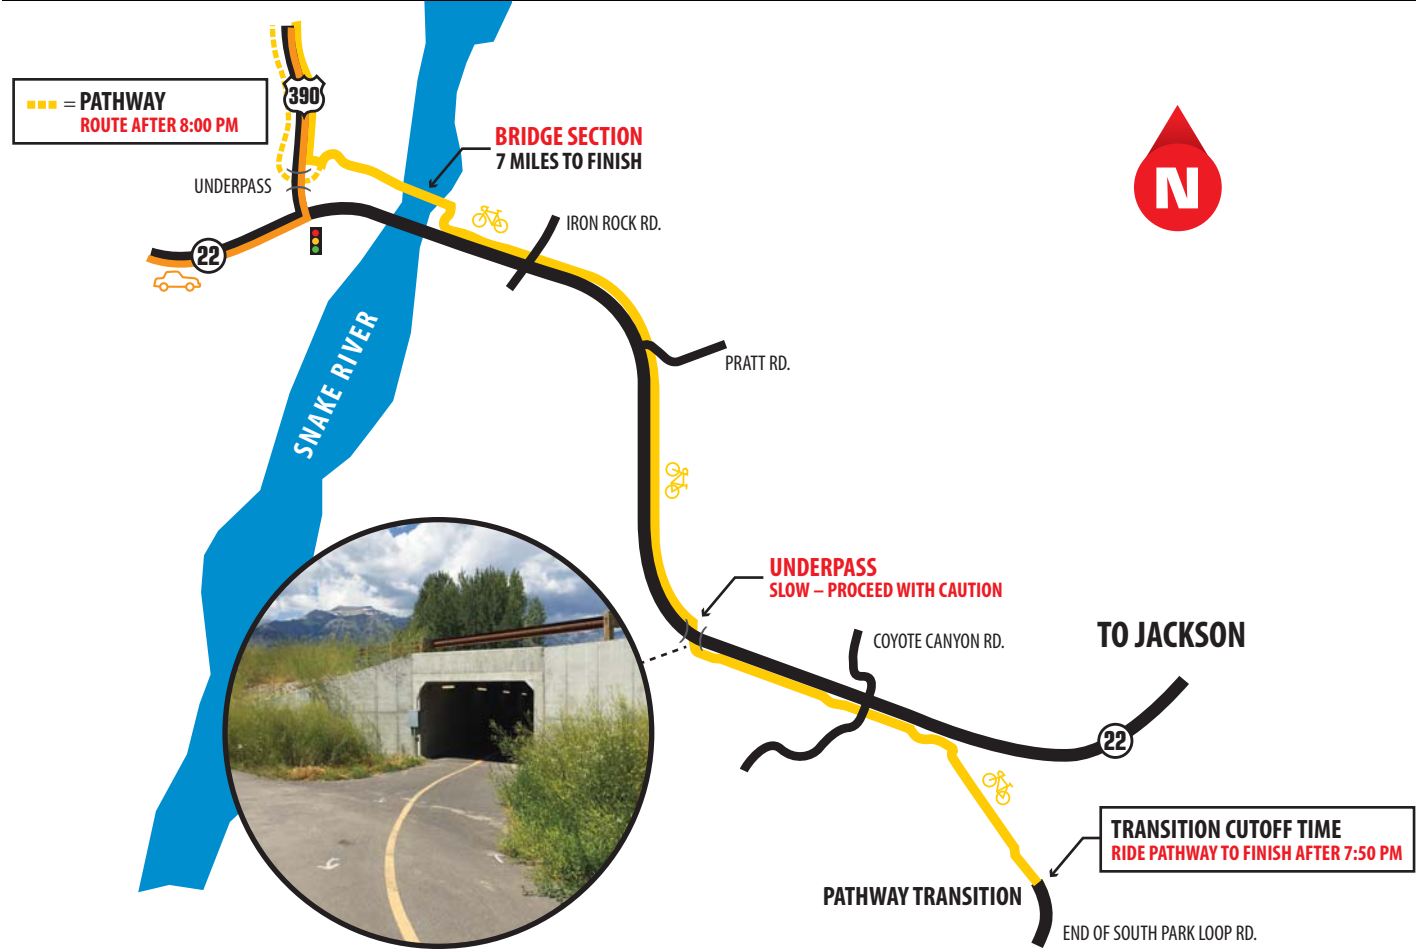 = PATHWAY
ROUTE AFTER 8:00 PM
390
BRIDGE SECTION
7 MILES TO FINISH
UNDERPASS
IRON ROCK RD.
22
SNAKE RIVER
PRATT RD.
N
UNDERPASS
SLOW – PROCEED WITH CAUTION
COYOTE CANYON RD.
TO JACKSON
22
TRANSITION CUTOFF TIME
RIDE PATHWAY TO FINISH AFTER 7:50 PM
PATHWAY TRANSITION
END OF SOUTH PARK LOOP RD.